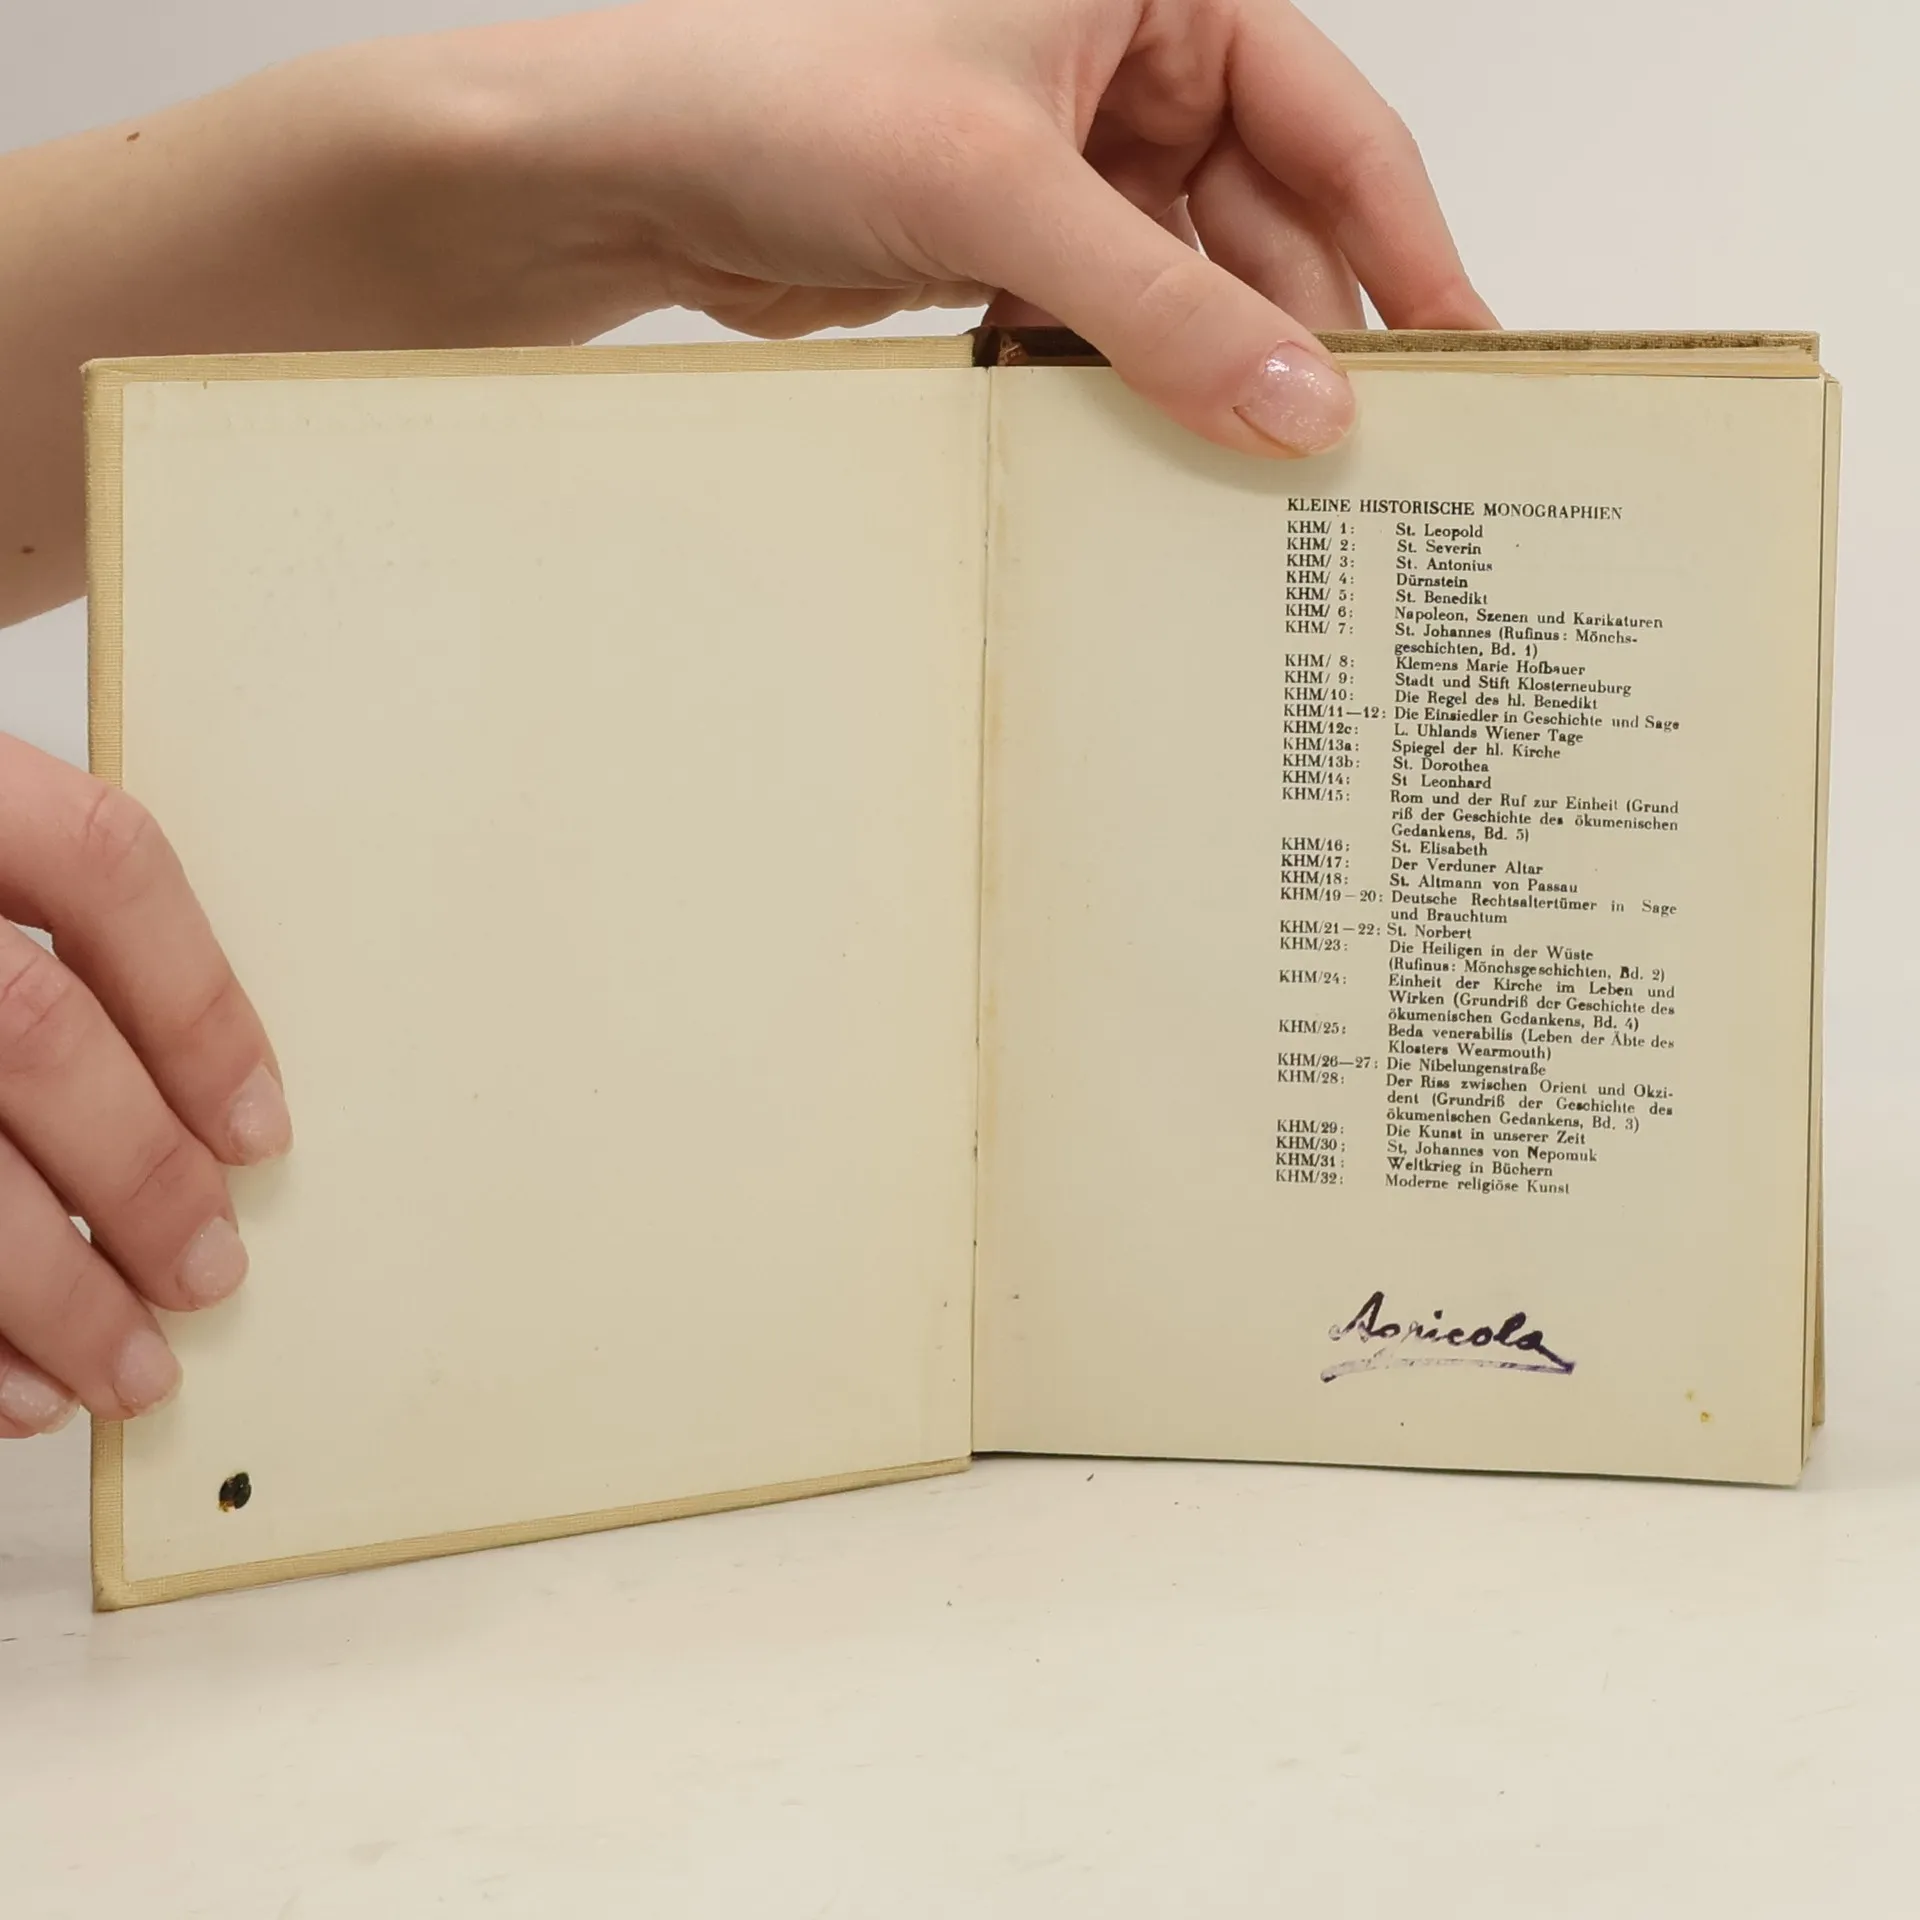 KLEINE HISTORISCHE MONOGRAPHIEN
KHM/ 1: St. Leopold
KHM/ 2: St. Severin
KHM/ 3: St. Antonius
KHM/ 4: Dürnstein
KHM/ 5: St. Benedikt
KHM/ 6: Napoleon, Szenen und Karikaturen
KHM/ 7: St. Johannes (Rufinus: Mönchs-
geschichten, Bd. 1)
KHM/ 8: Klemens Marie Hofbauer
KHM/ 9: Stadt und Stift Klosterneuburg
KHM/10: Die Regel des hl. Benedikt
KHM/11—12: Die Einsiedler in Geschichte und Sage
KHM/12c: L. Uhlands Wiener Tage
KHM/13a: Spiegel der hl. Kirche
KHM/13b: St. Dorothea
KHM/14: St Leonhard
KHM/15: Rom und der Ruf zur Einheit (Grund
riß der Geschichte des ökumenischen
Gedankens, Bd. 5)
KHM/16: St. Elisabeth
KHM/17: Der Verduner Altar
KHM/18: St. Altmann von Passau
KHM/19—20: Deutsche Rechtsaltertümer in Sage
und Brauchtum
KHM/21—22: St. Norbert
KHM/23: Die Heiligen in der Wüste
(Rufinus: Mönchsgeschichten, Bd. 2)
KHM/24: Einheit der Kirche im Leben und
Wirken (Grundriß der Geschichte des
ökumenischen Gedankens, Bd. 4)
KHM/25: Beda venerabilis (Leben der Äbte des
Klosters Wearmouth)
KHM/26—27: Die Nibelungenstraße
KHM/28: Der Riss zwischen Orient und Okzi-
dent (Grundriß der Geschichte des
ökumenischen Gedankens, Bd. 3)
KHM/29: Die Kunst in unserer Zeit
KHM/30: St, Johannes von Nepomuk
KHM/31: Weltkrieg in Büchern
KHM/32: Moderne religiöse Kunst
Agricola